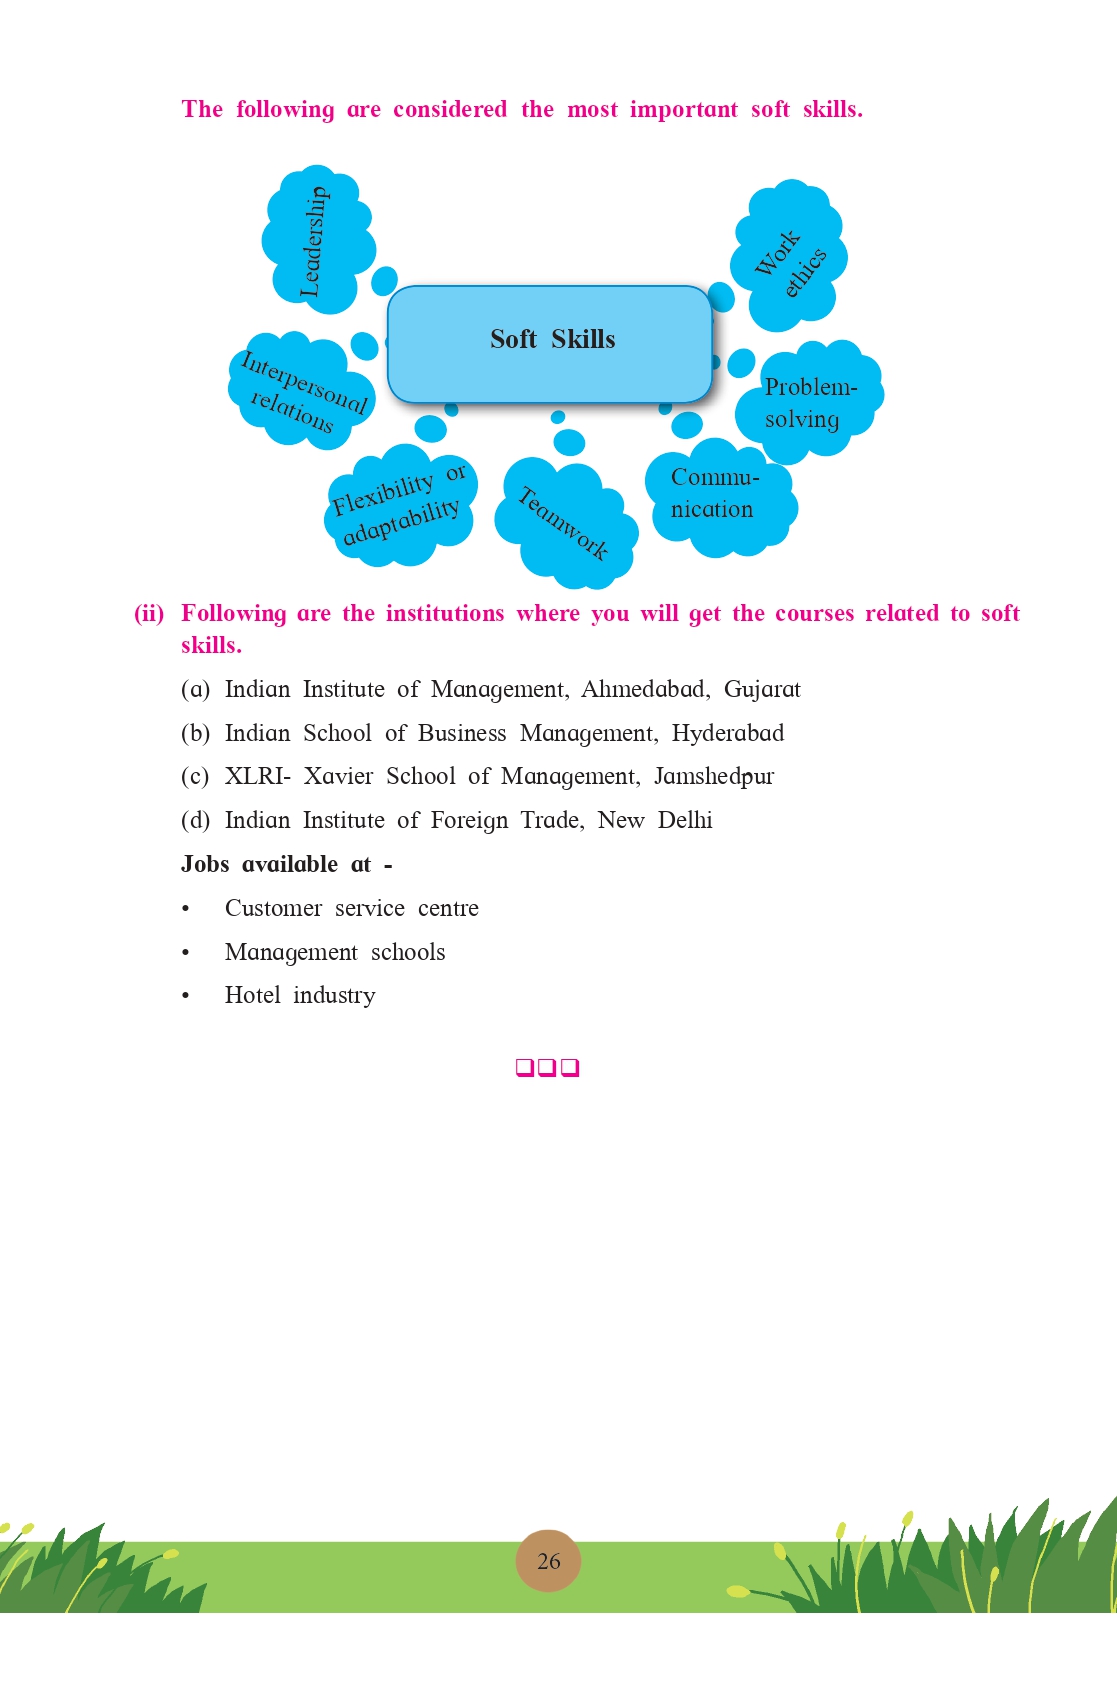 The following are considered the most important soft skills.
Leadership
Work
ethics
Soft Skills
Interpersonal
relations
Problem-
solving
Flexibility or
adaptability
Teamwork
Commu-
nication
(ii) Following are the institutions where you will get the courses related to soft
skills.
(a) Indian Institute of Management, Ahmedabad, Gujarat
(b) Indian School of Business Management, Hyderabad
(c) XLRI- Xavier School of Management, Jamshedpur
(d) Indian Institute of Foreign Trade, New Delhi
Jobs available at -
• Customer service centre
• Management schools
• Hotel industry
❑❑❑
26